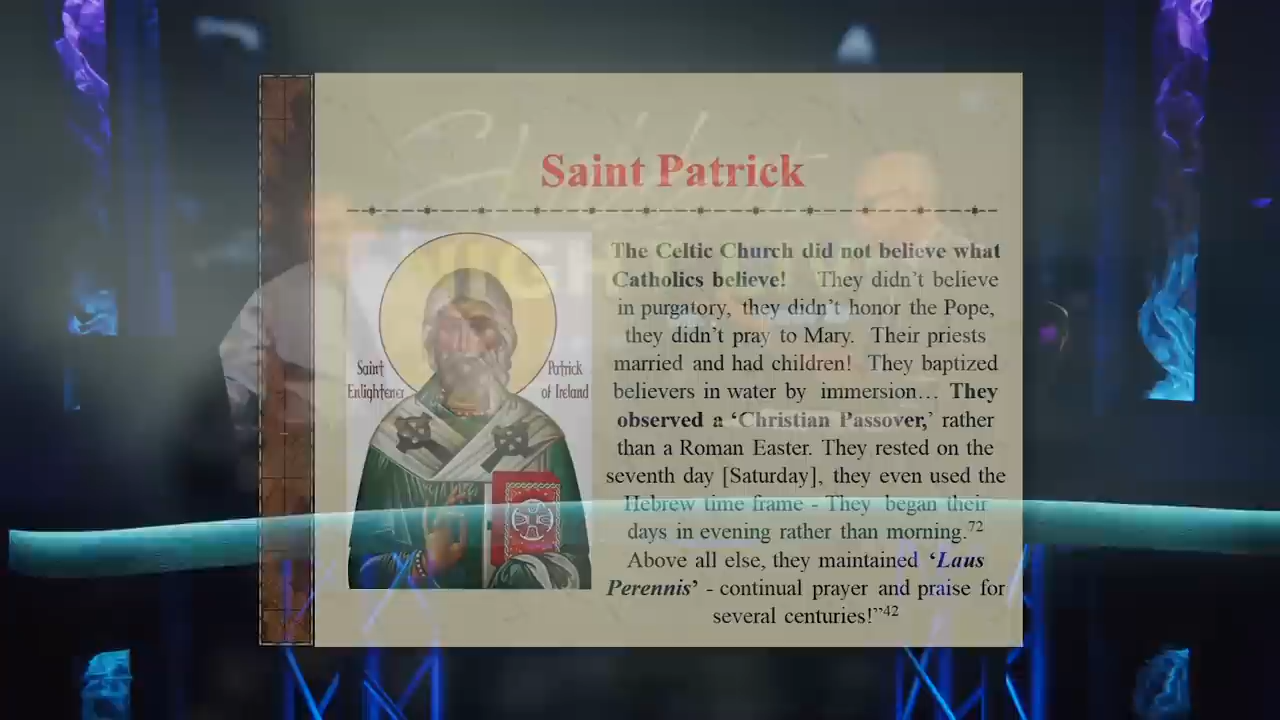 Saint Patrick
The Celtic Church did not believe what
Catholics believe! They didn't believe
in purgatory, they didn't honor the Pope,
they didn't pray to Mary. Their priests
married and had children! They baptized
believers in water by immersion… They
observed a ‘Christian Passover,’ rather
than a Roman Easter. They rested on the
seventh day [Saturday], they even used the
Hebrew time frame - They began their
days in evening rather than morning.72
Above all else, they maintained ‘Laus
Perennis’ - continual prayer and praise for
several centuries!”42
Saint
Enlightener
Patrick
of Ireland